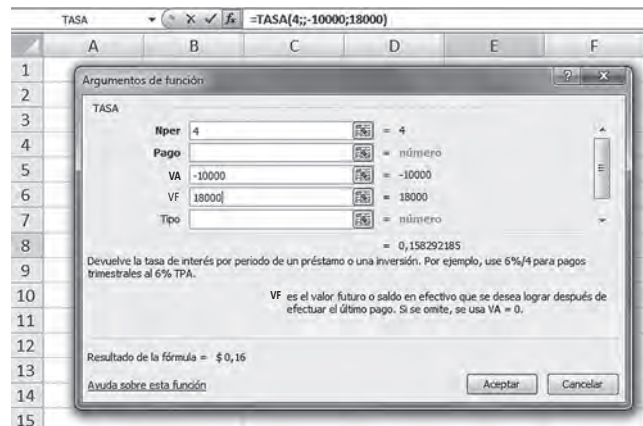 TASA =TASA(4;;-10000;18000)
A B C D E F
1
Argumentos de función
2
TASA
3
Nper 4 = 4
4
Pago = número
5
VA -10000 = -10000
6
VF 18000 = 18000
7
Tipo = número
8
= 0,158292185
Devuelve la tasa de interés por periodo de un préstamo o una inversión. Por ejemplo, use 6%/4 para pagos
9
trimestrales al 6% TPA.
10
VF es el valor futuro o saldo en efectivo que se desea lograr después de
efectuar el último pago. Si se omite, se usa VA = 0.
11
12
Resultado de la fórmula = $ 0,16
13
Ayuda sobre esta función Aceptar Cancelar
14
15